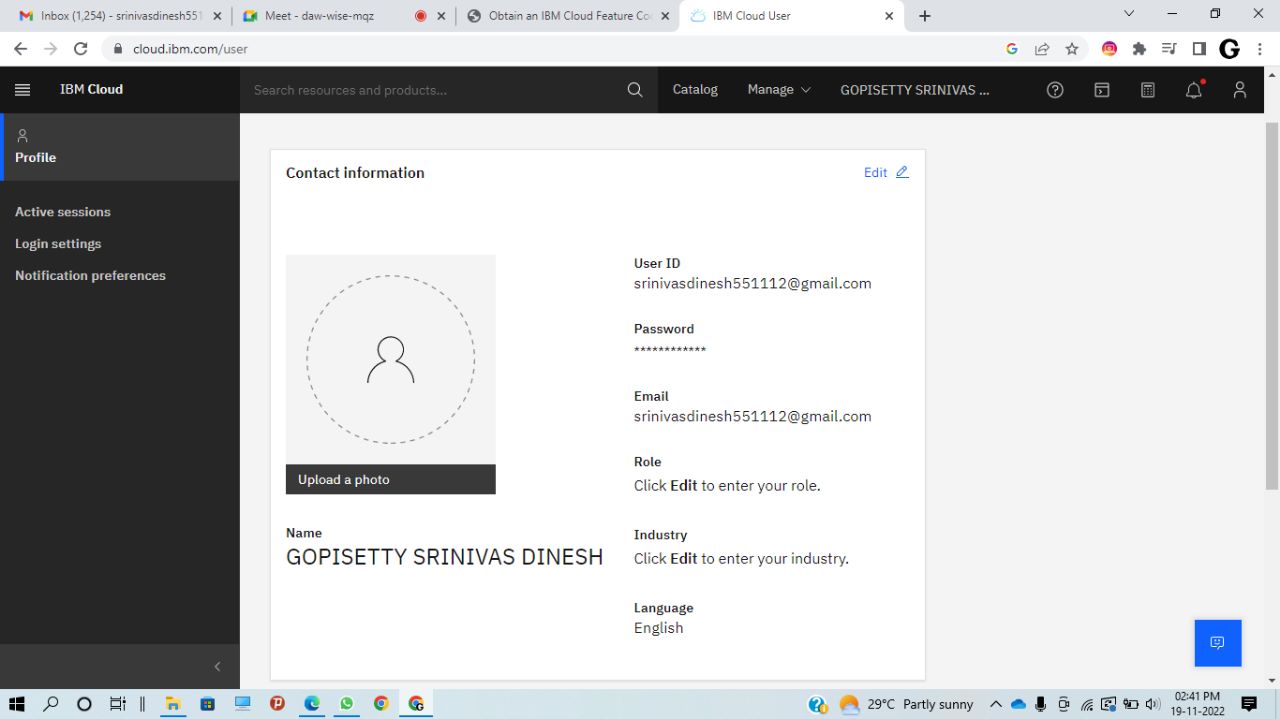 Inbox (1,254) - srinivasdinesh551
Meet - daw-wise-mqz
Obtain an IBM Cloud Feature Co
IBM Cloud User
cloud.ibm.com/user
IBM Cloud
Search resources and products...
Catalog
Manage
GOPISETTY SRINIVAS ...
Profile
Active sessions
Login settings
Notification preferences
Contact information
Edit
Upload a photo
Name
GOPISETTY SRINIVAS DINESH
User ID
srinivasdinesh551112@gmail.com
Password
************
Email
srinivasdinesh551112@gmail.com
Role
Click Edit to enter your role.
Industry
Click Edit to enter your industry.
Language
English
29°C Partly sunny
02:41 PM
19-11-2022